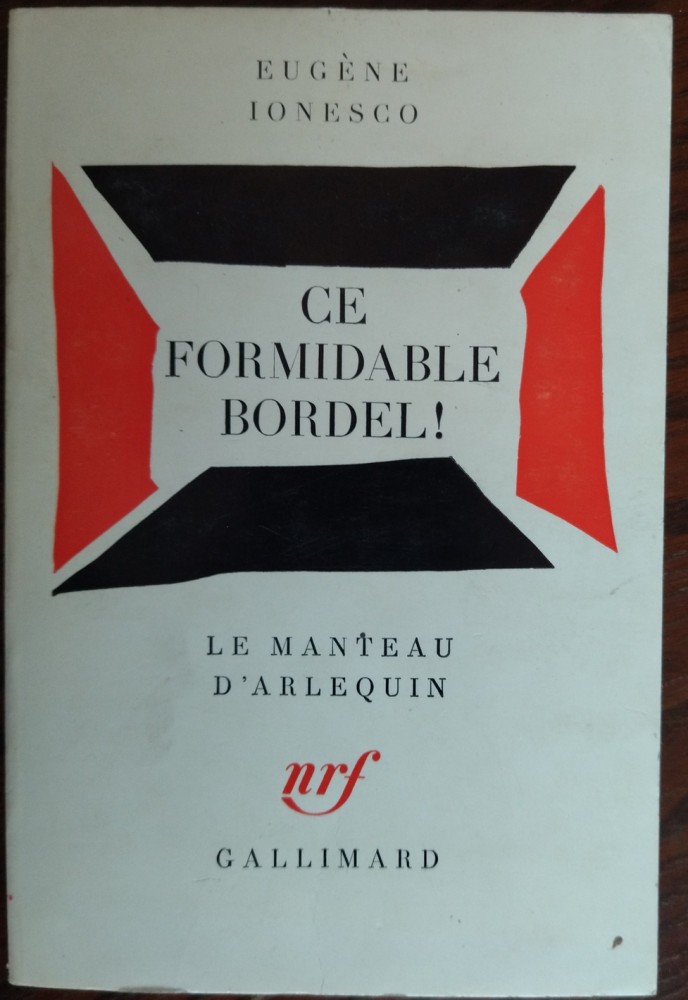 EUGÈNE
IONESCO
CE
FORMIDABLE
BORDEL!
LE MANTEAU
D'ARLEQUIN
nrf
GALLIMARD